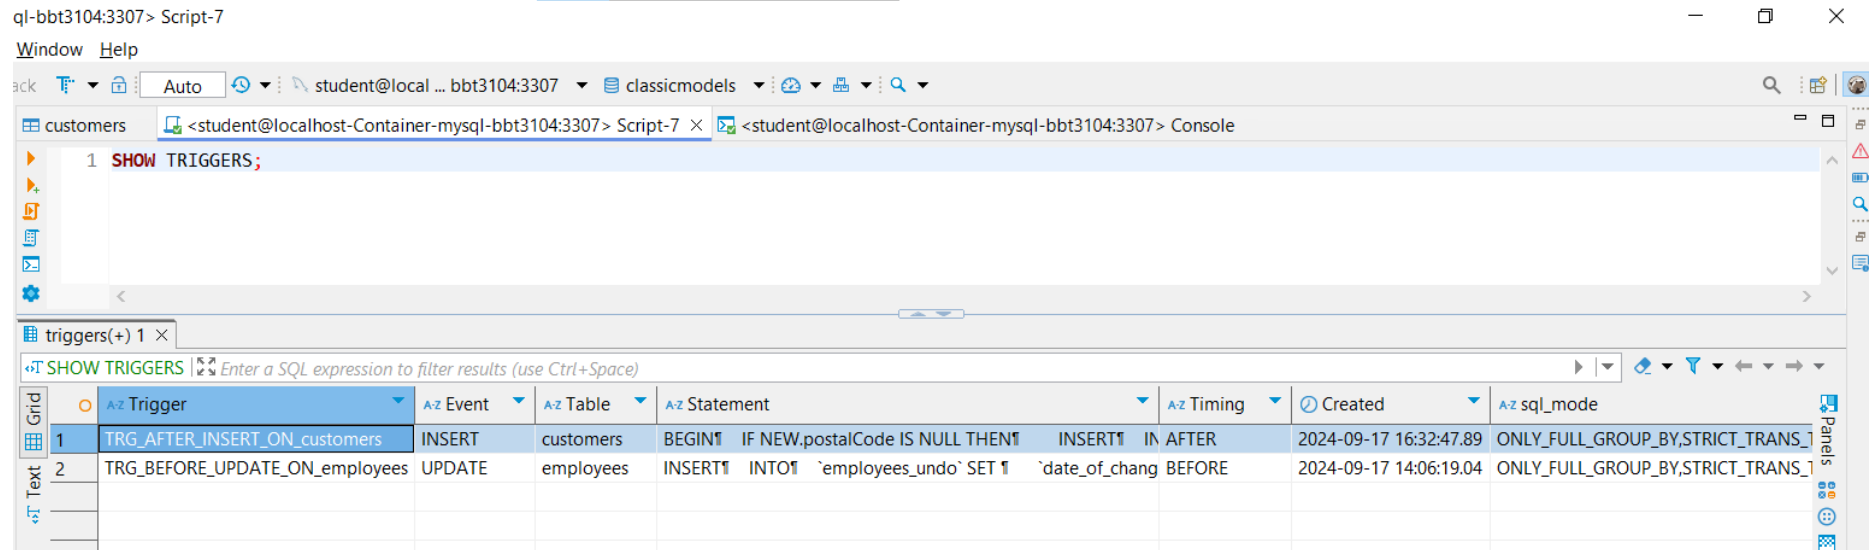 ql-bbt3104:3307> Script-7
Window Help
ack Auto student@local ... bbt3104:3307 classicmodels
customers <student@localhost-Container-mysql-bbt3104:3307> Script-7 <student@localhost-Container-mysql-bbt3104:3307> Console
1 SHOW TRIGGERS;
triggers(+) 1
SHOW TRIGGERS Enter a SQL expression to filter results (use Ctrl+Space)
Grid A-Z Trigger A-Z Event A-Z Table A-Z Statement A-Z Timing Created A-Z sql_mode Panels
1 TRG_AFTER_INSERT_ON_customers INSERT customers BEGIN¶ IF NEW.postalCode IS NULL THEN¶ INSERT¶ IN AFTER 2024-09-17 16:32:47.89 ONLY_FULL_GROUP_BY,STRICT_TRANS_T
2 TRG_BEFORE_UPDATE_ON_employees UPDATE employees INSERT¶ INTO¶ `employees_undo` SET ¶ `date_of_chang BEFORE 2024-09-17 14:06:19.04 ONLY_FULL_GROUP_BY,STRICT_TRANS_T
Text